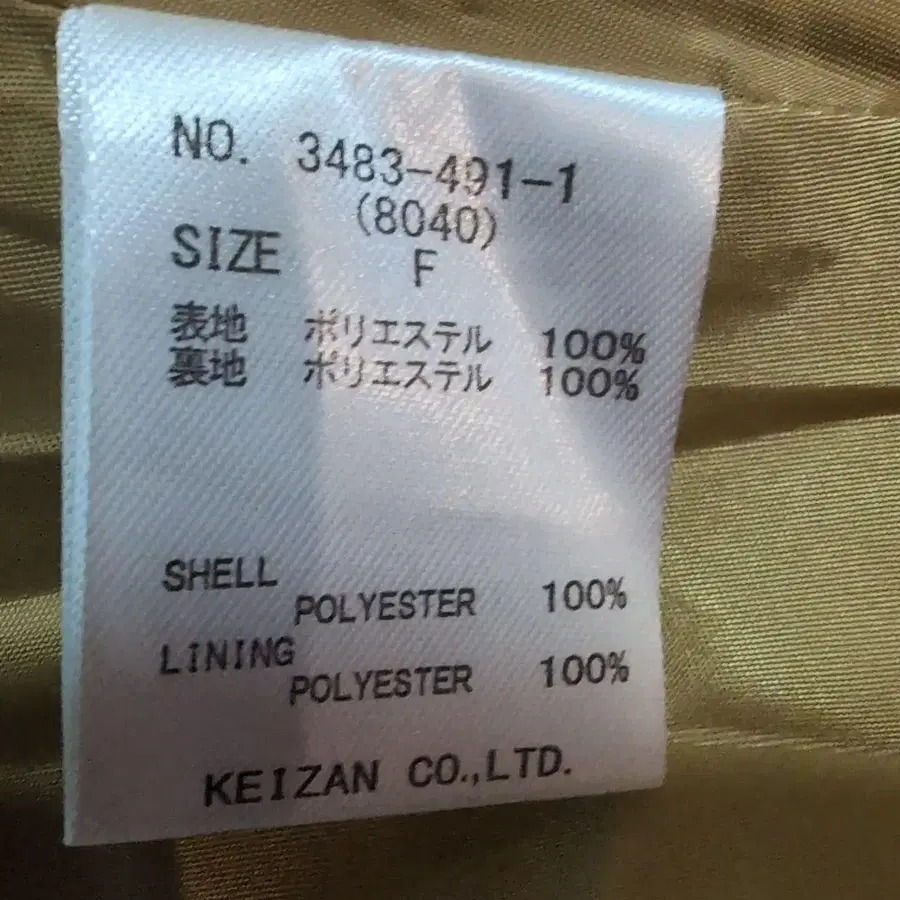 NO. 3483-491-1
(8040)
SIZE F
表地 ポリエステル 100%
裏地 ポリエステル 100%
SHELL
POLYESTER 100%
LINING
POLYESTER 100%
KEIZAN CO.,LTD.